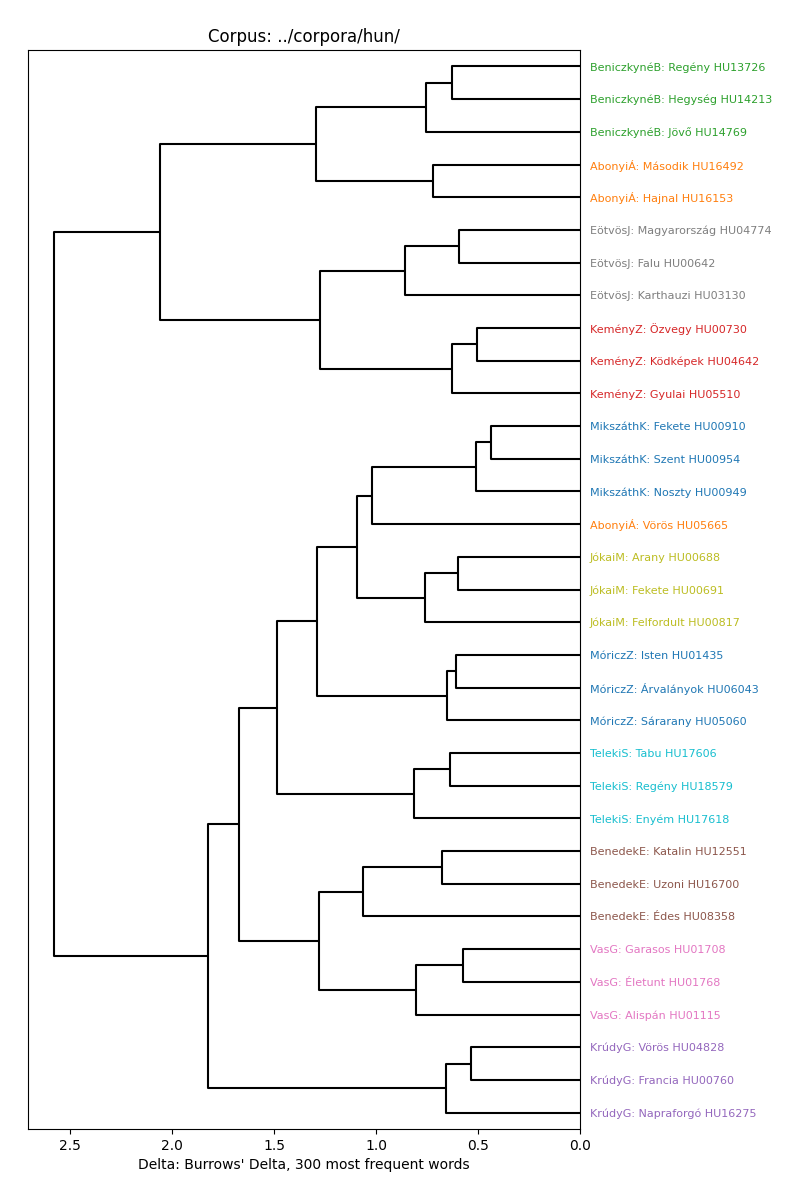 Corpus: ../corpora/hun/
BeniczkynéB: Regény HU13726
BeniczkynéB: Hegység HU14213
BeniczkynéB: Jövő HU14769
AbonyiÁ: Második HU16492
AbonyiÁ: Hajnal HU16153
EötvösJ: Magyarország HU04774
EötvösJ: Falu HU00642
EötvösJ: Karthauzi HU03130
KeményZ: Özvegy HU00730
KeményZ: Ködképek HU04642
KeményZ: Gyulai HU05510
MikszáthK: Fekete HU00910
MikszáthK: Szent HU00954
MikszáthK: Noszty HU00949
AbonyiÁ: Vörös HU05665
JókaiM: Arany HU00688
JókaiM: Fekete HU00691
JókaiM: Felfordult HU00817
MóriczZ: Isten HU01435
MóriczZ: Árvalányok HU06043
MóriczZ: Sárarany HU05060
TelekiS: Tabu HU17606
TelekiS: Regény HU18579
TelekiS: Enyém HU17618
BenedekE: Katalin HU12551
BenedekE: Uzoni HU16700
BenedekE: Édes HU08358
VasG: Garasos HU01708
VasG: Életunt HU01768
VasG: Alispán HU01115
KrúdyG: Vörös HU04828
KrúdyG: Francia HU00760
KrúdyG: Napraforgó HU16275
2.5 2.0 1.5 1.0 0.5 0.0
Delta: Burrows' Delta, 300 most frequent words